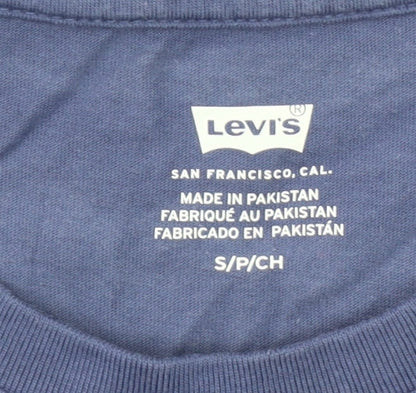 Levi's ®
SAN FRANCISCO, CAL.
MADE IN PAKISTAN
FABRIQUÉ AU PAKISTAN
FABRICADO EN PAKISTÁN
S/P/CH